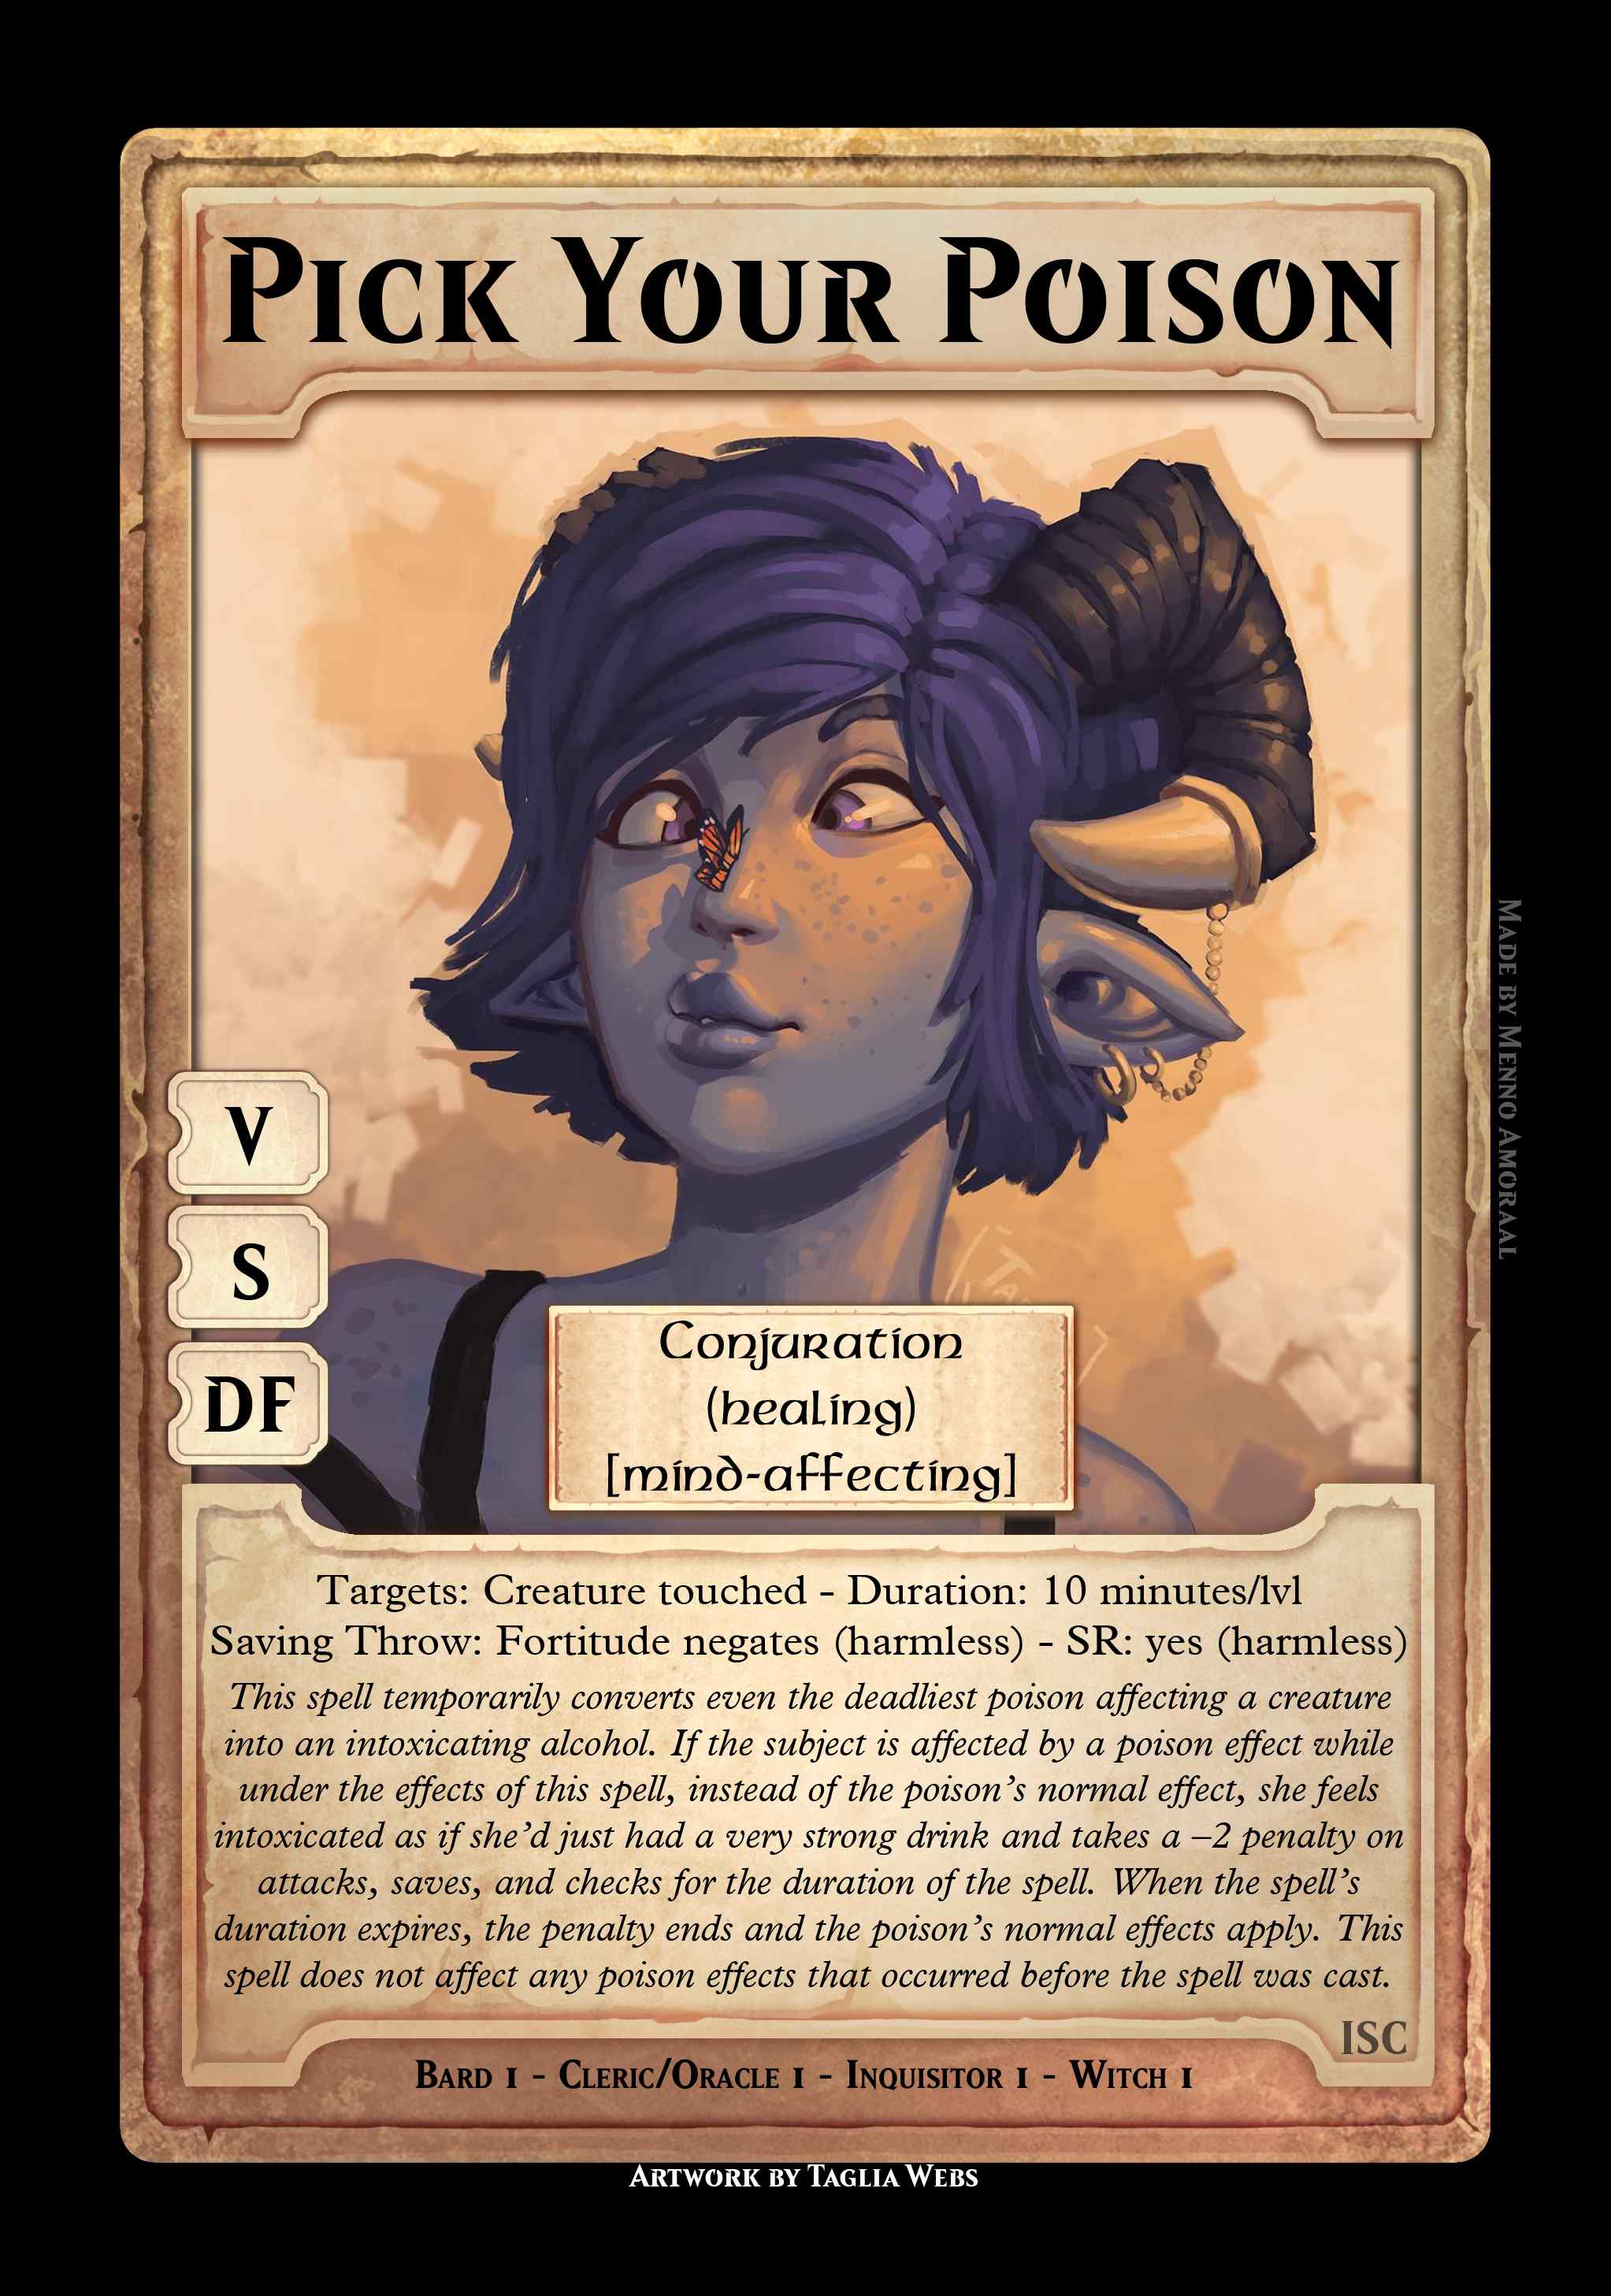 Pick Your Poison
V
S
DF
Conjuration
(healing)
[mind-affecting]
Targets: Creature touched - Duration: 10 minutes/lvl
Saving Throw: Fortitude negates (harmless) - SR: yes (harmless)
This spell temporarily converts even the deadliest poison affecting a creature
into an intoxicating alcohol. If the subject is affected by a poison effect while
under the effects of this spell, instead of the poison’s normal effect, she feels
intoxicated as if she’d just had a very strong drink and takes a –2 penalty on
attacks, saves, and checks for the duration of the spell. When the spell’s
duration expires, the penalty ends and the poison’s normal effects apply. This
spell does not affect any poison effects that occurred before the spell was cast.
ISC
Bard 1 - Cleric/Oracle 1 - Inquisitor 1 - Witch 1
Artwork by Taglia Webs
Made by Menno Amoraal